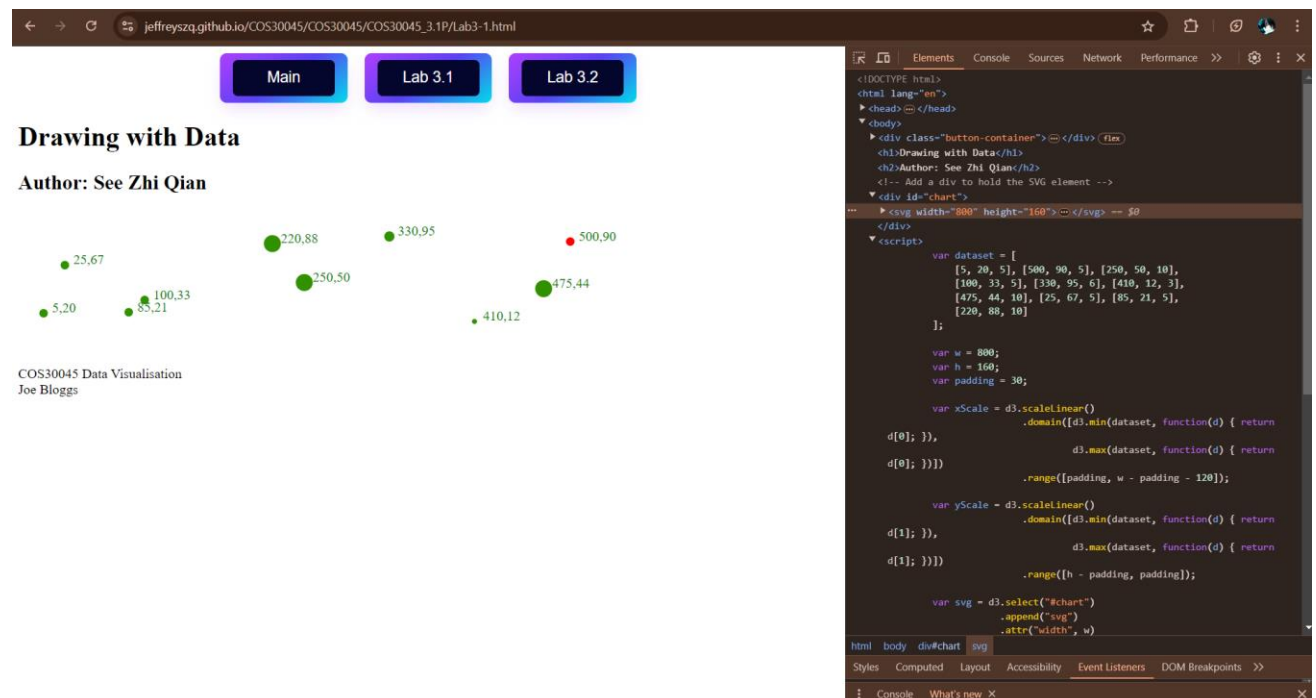 jeffreyszq.github.io/COS30045/COS30045/COS30045_3.1P/Lab3-1.html
Main
Lab 3.1
Lab 3.2
Drawing with Data
Author: See Zhi Qian
220,88
330,95
500,90
25,67
250,50
475,44
100,33
5,20
85,21
410,12
COS30045 Data Visualisation
Joe Bloggs
Elements Console Sources Network Performance
<!DOCTYPE html>
<html lang="en">
<head> </head>
<body>
<div class="button-container"> </div> flex
<h1>Drawing with Data</h1>
<h2>Author: See Zhi Qian</h2>
<!-- Add a div to hold the SVG element -->
<div id="chart">
<svg width="800" height="160"> </svg> == $0
</div>
<script>
var dataset = [
[5, 20, 5], [500, 90, 5], [250, 50, 10],
[100, 33, 5], [330, 95, 6], [410, 12, 3],
[475, 44, 10], [25, 67, 5], [85, 21, 5],
[220, 88, 10]
];
var w = 800;
var h = 160;
var padding = 30;
var xScale = d3.scaleLinear()
.domain([d3.min(dataset, function(d) { return
d[0]; }),
d3.max(dataset, function(d) { return
d[0]; })])
.range([padding, w - padding - 120]);
var yScale = d3.scaleLinear()
.domain([d3.min(dataset, function(d) { return
d[1]; }),
d3.max(dataset, function(d) { return
d[1]; })])
.range([h - padding, padding]);
var svg = d3.select("#chart")
.append("svg")
.attr("width", w)
html body div#chart svg
Styles Computed Layout Accessibility Event Listeners DOM Breakpoints
Console What's new